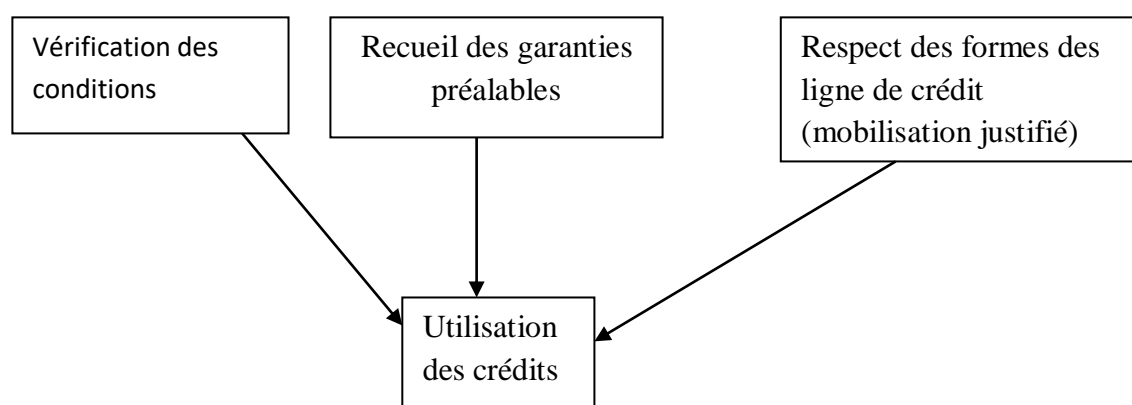 Vérification des
conditions
Recueil des garanties
préalables
Respect des formes des
ligne de crédit
(mobilisation justifié)
Utilisation
des crédits